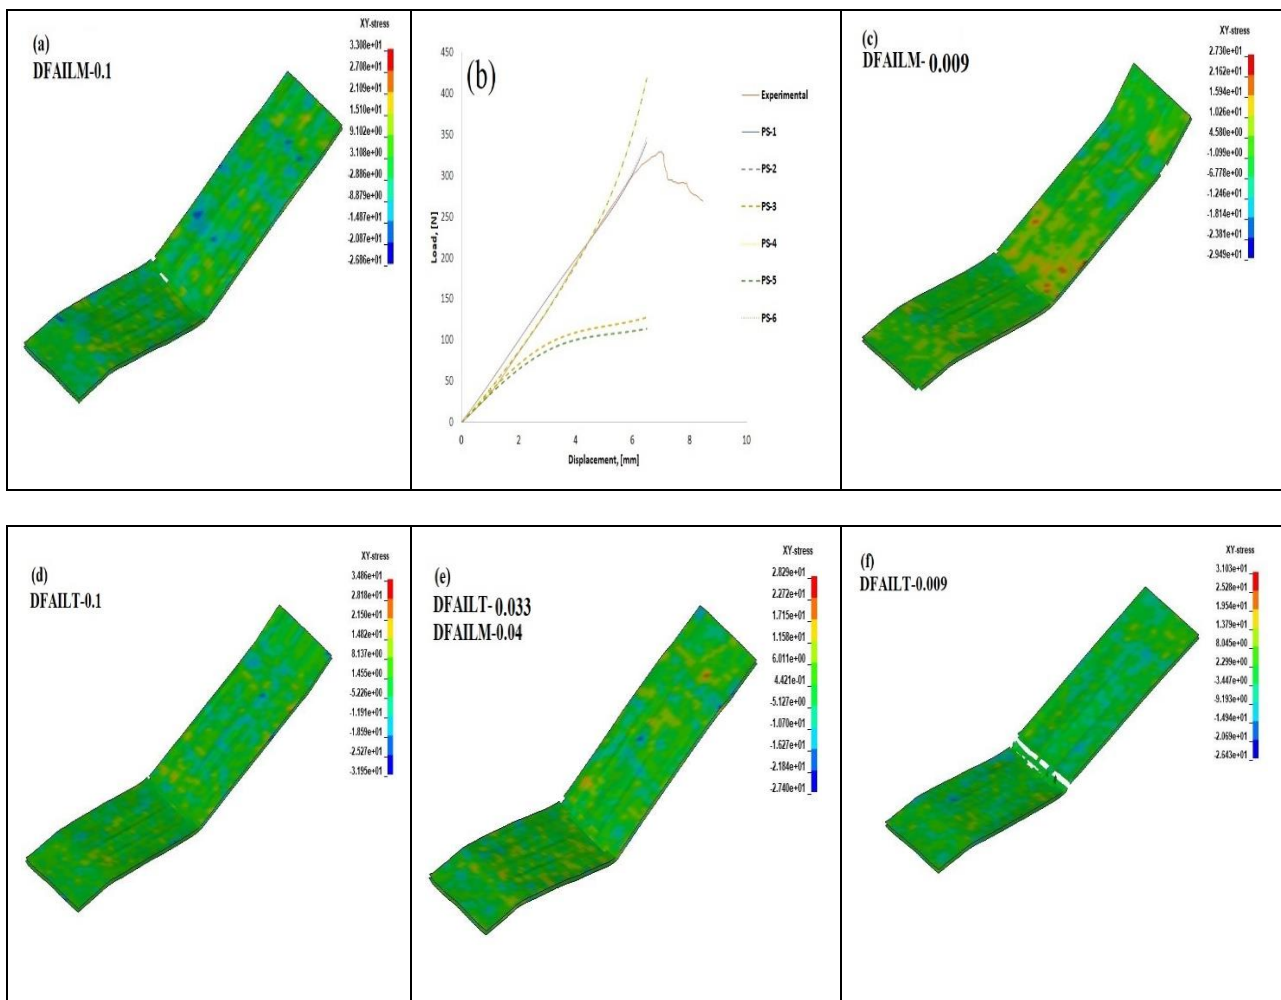 (a)
DFAILM-0.1
XY-stress
3.308e+01
2.708e+01
2.109e+01
1.510e+01
9.102e+00
3.108e+00
-2.886e+00
-8.879e+00
-1.487e+01
-2.087e+01
-2.686e+01
(b)
450
400
350
300
250
200
150
100
50
0
Load, [N]
0 2 4 6 8 10
Displacement, [mm]
Experimental
PS-1
PS-2
PS-3
PS-4
PS-5
PS-6
(c)
DFAILM-0.009
XY-stress
2.730e+01
2.162e+01
1.594e+01
1.026e+01
4.580e+00
-1.099e+00
-6.778e+00
-1.246e+01
-1.814e+01
-2.381e+01
-2.949e+01
(d)
DFAILT-0.1
XY-stress
3.486e+01
2.818e+01
2.150e+01
1.482e+01
8.137e+00
1.455e+00
-5.226e+00
-1.191e+01
-1.859e+01
-2.527e+01
-3.195e+01
(e)
DFAILT-0.033
DFAILM-0.04
XY-stress
2.829e+01
2.272e+01
1.715e+01
1.158e+01
6.011e+00
4.421e-01
-5.127e+00
-1.070e+01
-1.627e+01
-2.184e+01
-2.740e+01
(f)
DFAILT-0.009
XY-stress
3.103e+01
2.528e+01
1.954e+01
1.379e+01
8.045e+00
2.299e+00
-3.447e+00
-9.193e+00
-1.494e+01
-2.069e+01
-2.643e+01